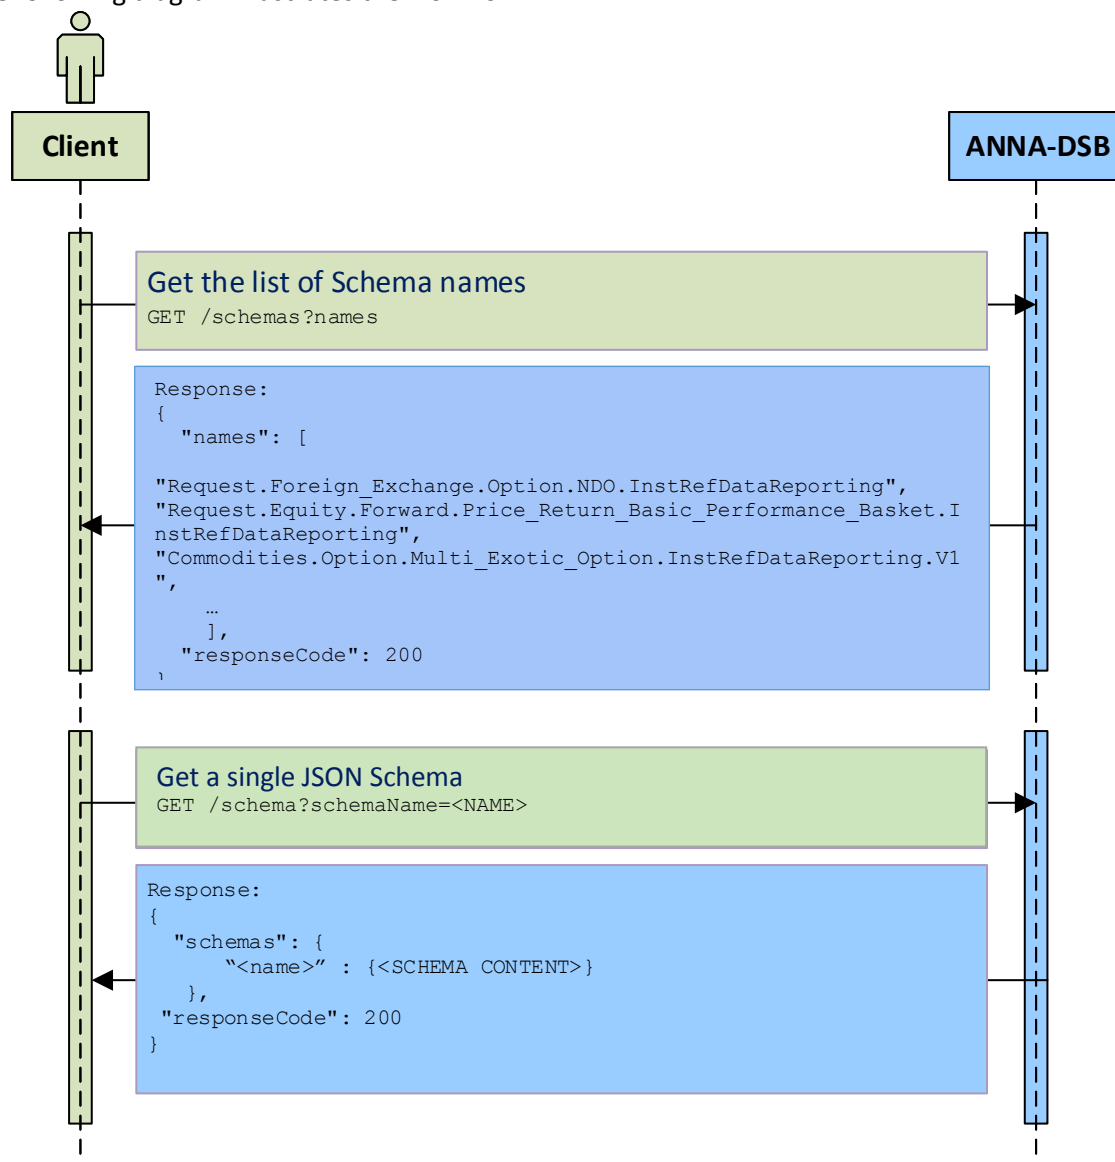 Client
ANNA-DSB
Get the list of Schema names
GET /schemas?names
Response:
{
"names": [
"Request.Foreign_Exchange.Option.NDO.InstRefDataReporting",
"Request.Equity.Forward.Price_Return_Basic_Performance_Basket.I
nstRefDataReporting",
"Commodities.Option.Multi_Exotic_Option.InstRefDataReporting.V1
",
…
],
"responseCode": 200
}
Get a single JSON Schema
GET /schema?schemaName=<NAME>
Response:
{
"schemas": {
“<name>” : {<SCHEMA CONTENT>}
},
"responseCode": 200
}